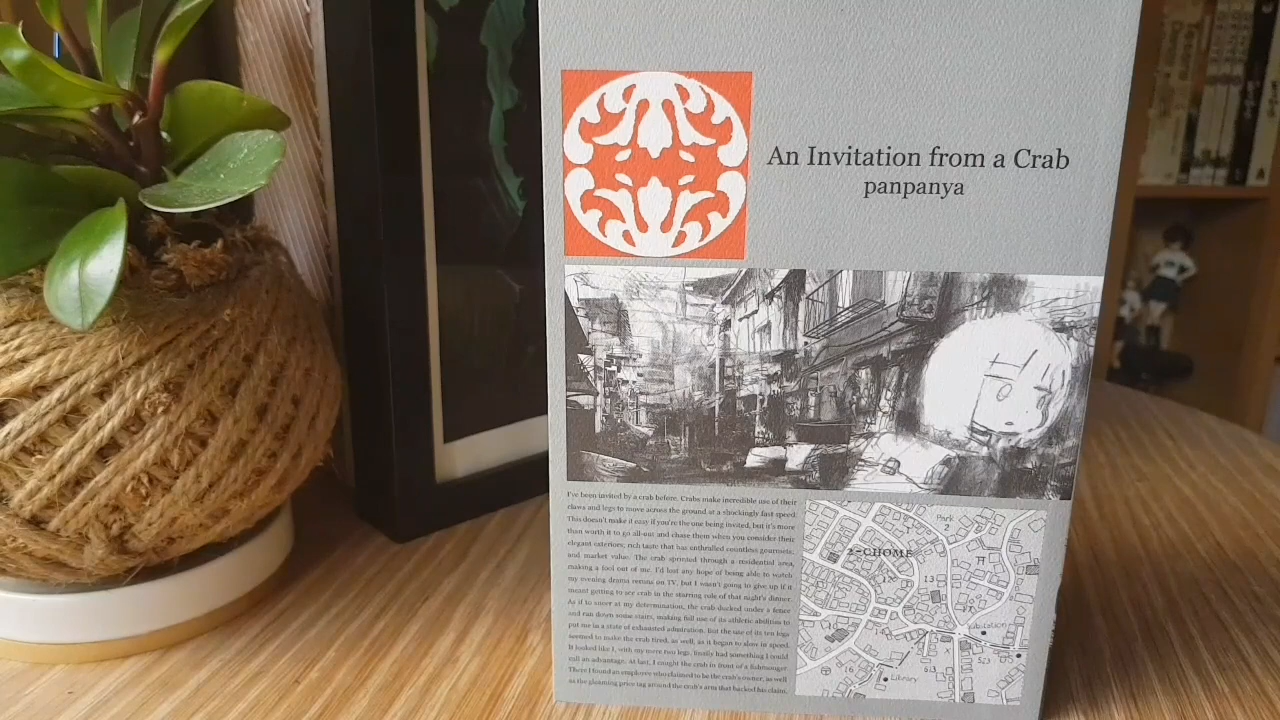 An Invitation from a Crab
panpanya
I've been invited by a crab before. Crabs make incredible use of their
claws and legs to move across the ground at a shockingly fast speed.
This doesn't make it easy if you're the one being invited, but it's more
than worth it to go all-out and chase them when you consider their
elegant exteriors, rich taste that has enthralled countless gourmets,
and market value. The crab sprinted through a residential area,
making a fool out of me. I'd lost any hope of being able to watch
my evening drama reruns on TV, but I wasn't going to give up if it
meant getting to see crab in the starring role of that night's dinner.
As if to sneer at my determination, the crab ducked under a fence
and ran down some stairs, making full use of its athletic abilities to
put me in a state of exhausted admiration. But the use of its ten legs
seemed to make the crab tired, as well, as it began to slow in speed.
It looked like I, with my mere two legs, finally had something I could
call an advantage. At last, I caught the crab in front of a fishmonger.
There I found an employee who claimed to be the crab's owner, as well
as the gleaming price tag around the crab's arm that backed his claim.
Park
2
2-CHOME
13
16
Library